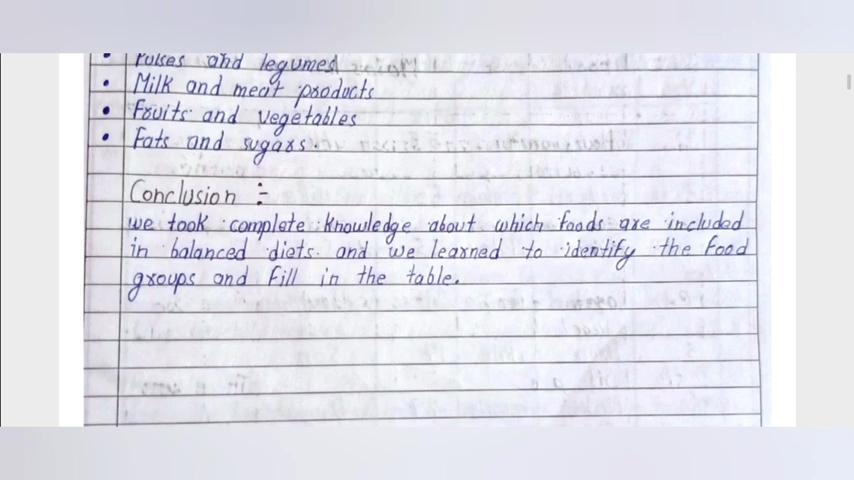 • Pulses and legumes
• Milk and meat products
• Fruits and vegetables
• Fats and sugars.
Conclusion :-
we took complete knowledge about which foods are included
in balanced diets. and we learned to identify the food
groups and fill in the table.